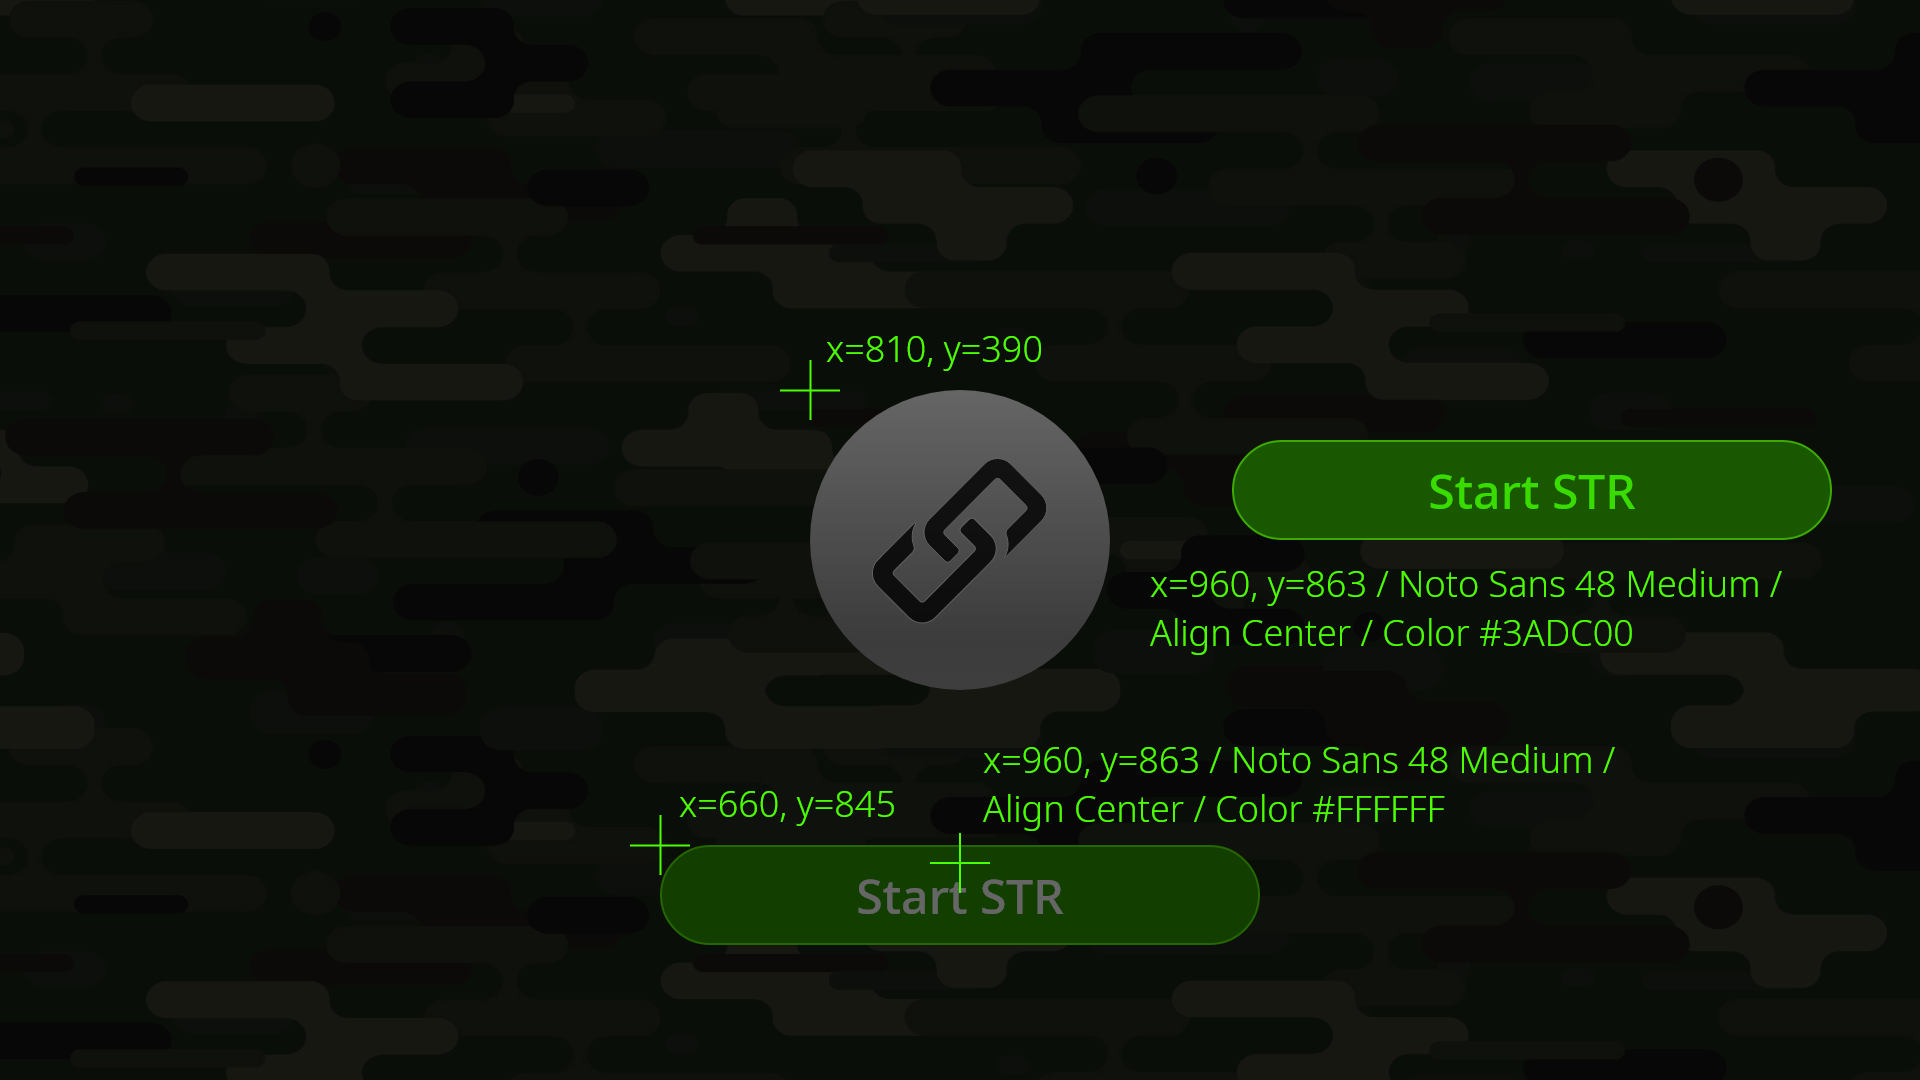 x=810, y=390
Start STR
x=960, y=863 / Noto Sans 48 Medium /
Align Center / Color #3ADC00
x=960, y=863 / Noto Sans 48 Medium /
Align Center / Color #FFFFFF
x=660, y=845
Start STR